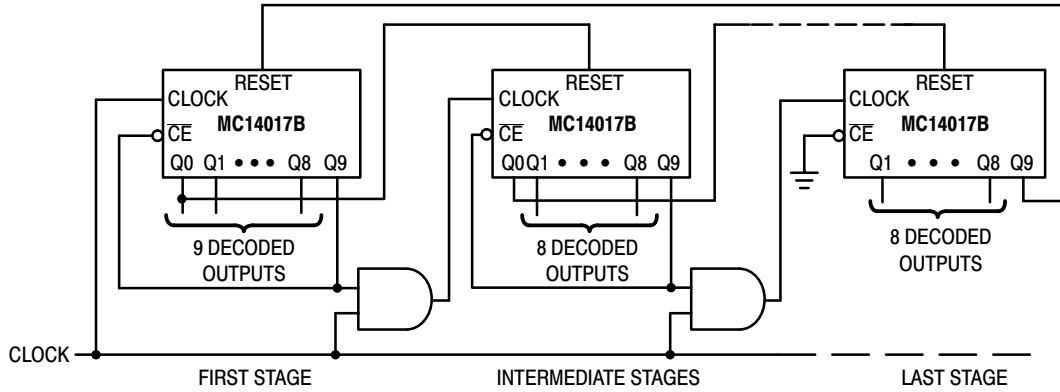 RESET RESET RESET
CLOCK CLOCK CLOCK
MC14017B MC14017B MC14017B
CE CE CE
Q0 Q1 • • • Q8 Q9 Q0 Q1 • • • Q8 Q9 Q1 • • • Q8 Q9
9 DECODED
OUTPUTS
8 DECODED
OUTPUTS
8 DECODED
OUTPUTS
CLOCK
FIRST STAGE INTERMEDIATE STAGES LAST STAGE